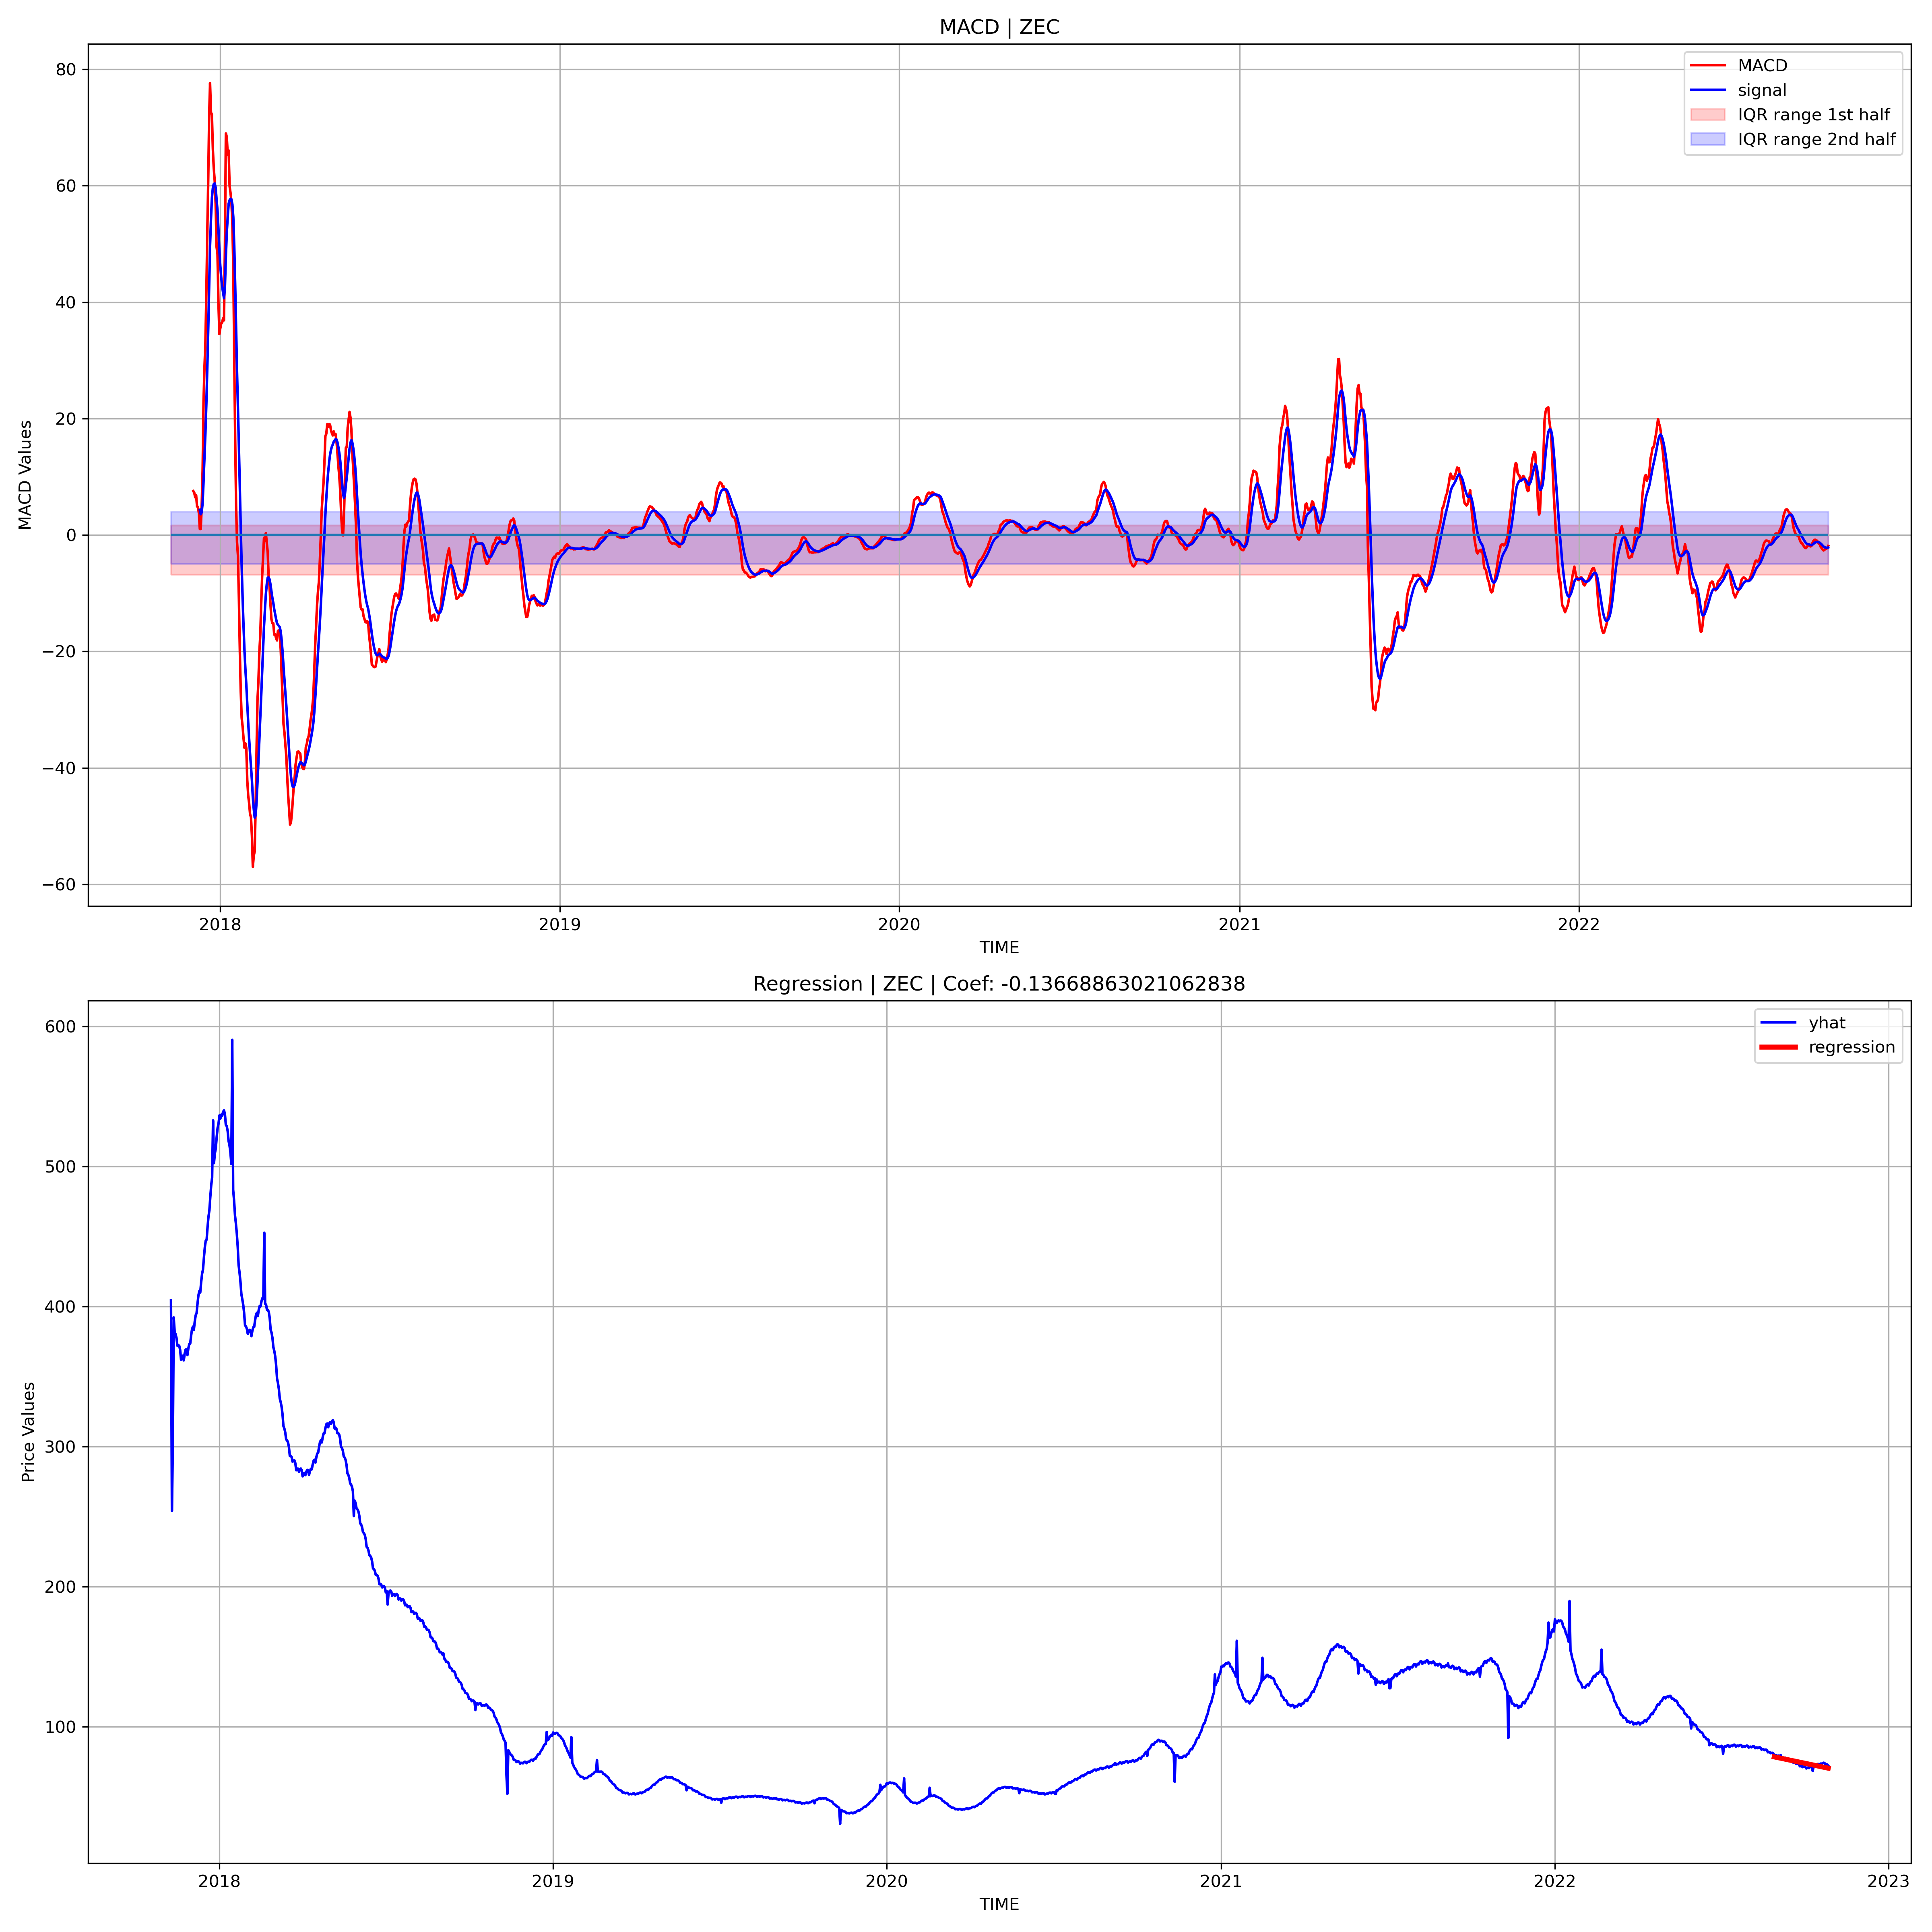 MACD | ZEC
80
60
40
20
0
−20
−40
−60
MACD Values
MACD
signal
IQR range 1st half
IQR range 2nd half
2018
2019
2020
2021
2022
TIME
Regression | ZEC | Coef: -0.13668863021062838
600
500
400
300
200
100
Price Values
yhat
regression
2018
2019
2020
2021
2022
2023
TIME